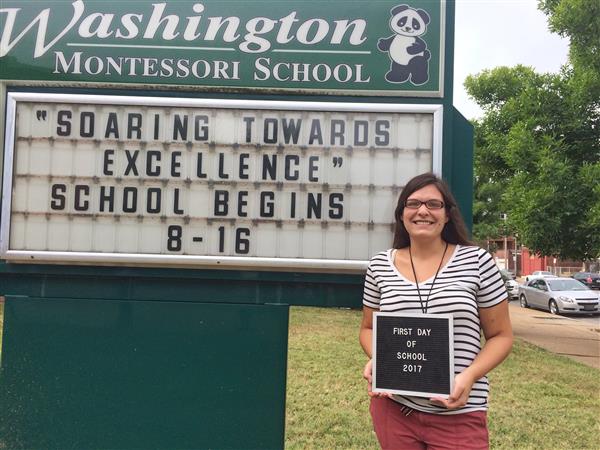 Washington
MONTESSORI SCHOOL
"SOARING TOWARDS
EXCELLENCE"
SCHOOL BEGINS
8-16
FIRST DAY
OF
SCHOOL
2017